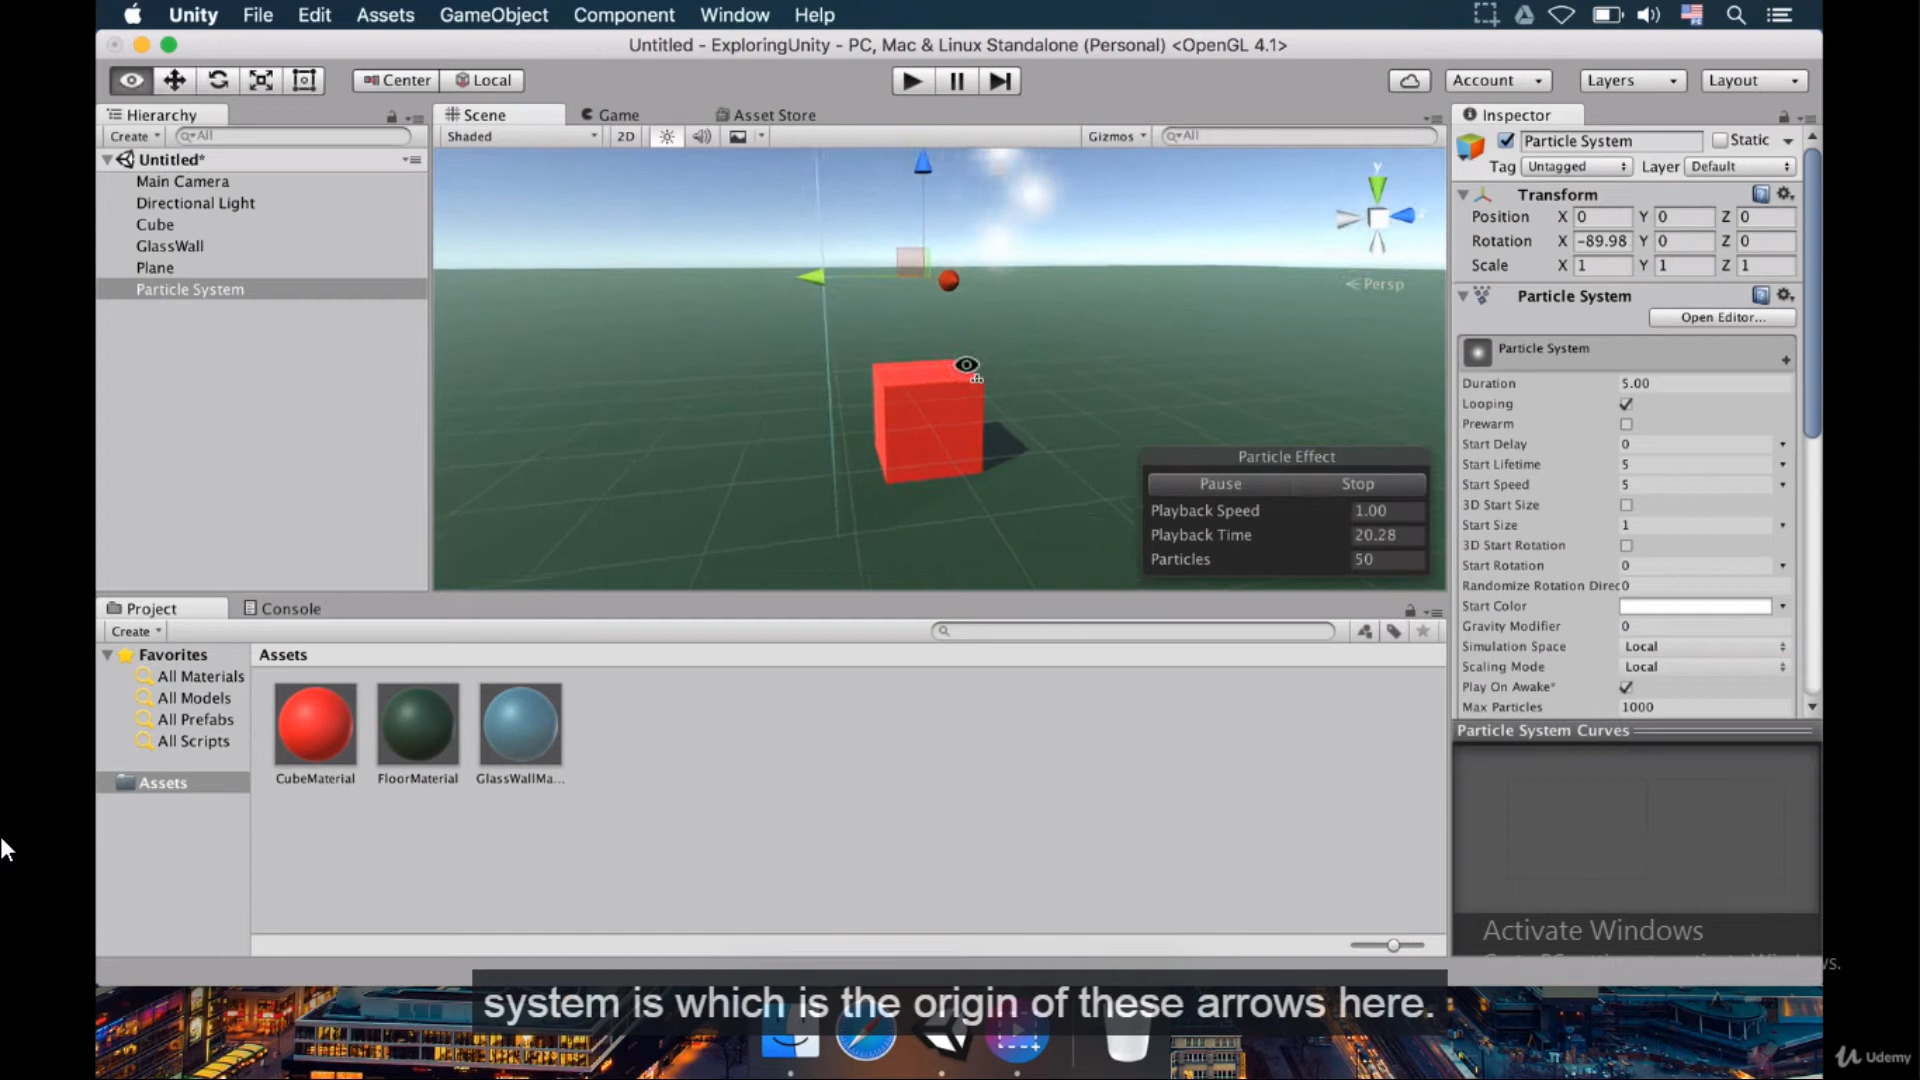 Unity File Edit Assets GameObject Component Window Help
Untitled - ExploringUnity - PC, Mac & Linux Standalone (Personal) <OpenGL 4.1>
Center Local Account Layers Layout
Hierarchy
Create All
Untitled*
Main Camera
Directional Light
Cube
GlassWall
Plane
Particle System
Scene Game Asset Store
Shaded 2D Gizmos All
y
Persp
Particle Effect
Pause Stop
Playback Speed 1.00
Playback Time 20.28
Particles 50
Inspector
Particle System Static
Tag Untagged Layer Default
Transform
Position X 0 Y 0 Z 0
Rotation X -89.98 Y 0 Z 0
Scale X 1 Y 1 Z 1
Particle System
Open Editor...
Particle System
Duration 5.00
Looping
Prewarm
Start Delay 0
Start Lifetime 5
Start Speed 5
3D Start Size
Start Size 1
3D Start Rotation
Start Rotation 0
Randomize Rotation Direc 0
Start Color
Gravity Modifier 0
Simulation Space Local
Scaling Mode Local
Play On Awake*
Max Particles 1000
Particle System Curves
Project Console
Create
Favorites
All Materials
All Models
All Prefabs
All Scripts
Assets
Assets
CubeMaterial FloorMaterial GlassWallMa...
Activate Windows
system is which is the origin of these arrows here.
Udemy